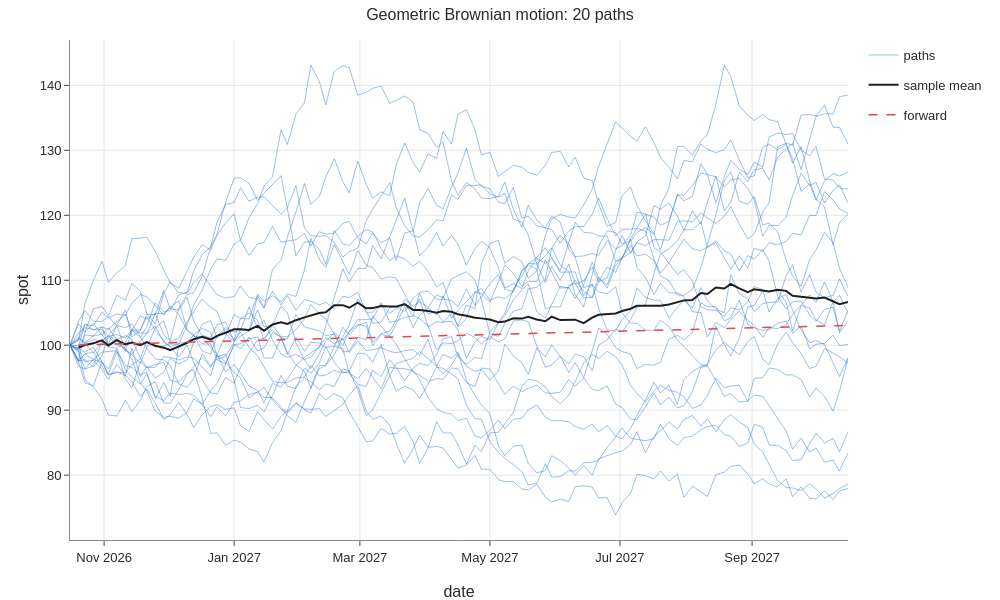 Geometric Brownian motion: 20 paths
paths
sample mean
forward
spot
140
130
120
110
100
90
80
Nov 2026
Jan 2027
Mar 2027
May 2027
Jul 2027
Sep 2027
date